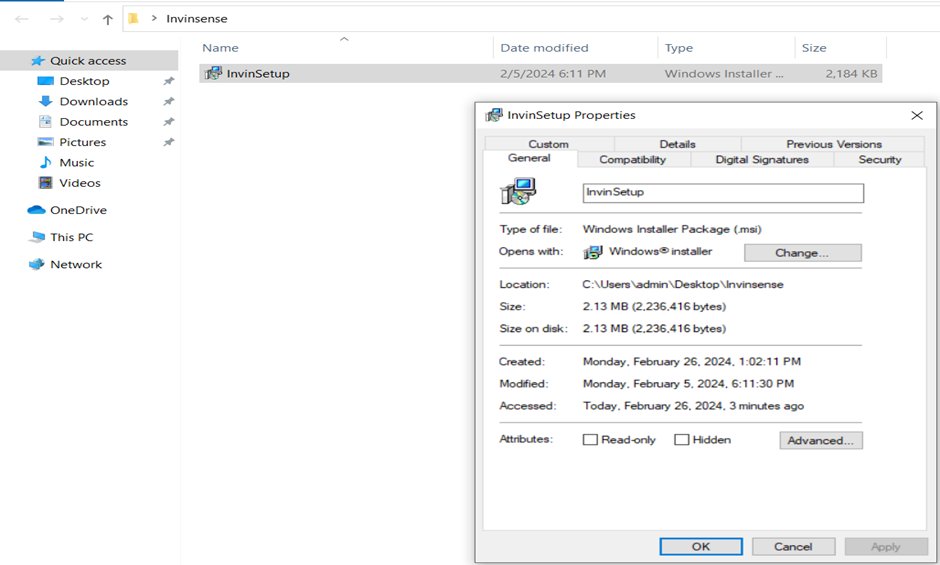 Invinsense
Name Date modified Type Size
Quick access
Desktop
Downloads
Documents
Pictures
Music
Videos
OneDrive
This PC
Network
InvinSetup 2/5/2024 6:11 PM Windows Installer ... 2,184 KB
InvinSetup Properties
Custom Details Previous Versions
General Compatibility Digital Signatures Security
InvinSetup
Type of file: Windows Installer Package (.msi)
Opens with: Windows® installer Change...
Location: C:\Users\admin\Desktop\Invinsense
Size: 2.13 MB (2,236,416 bytes)
Size on disk: 2.13 MB (2,236,416 bytes)
Created: Monday, February 26, 2024, 1:02:11 PM
Modified: Monday, February 5, 2024, 6:11:30 PM
Accessed: Today, February 26, 2024, 3 minutes ago
Attributes: Read-only Hidden Advanced...
OK Cancel Apply